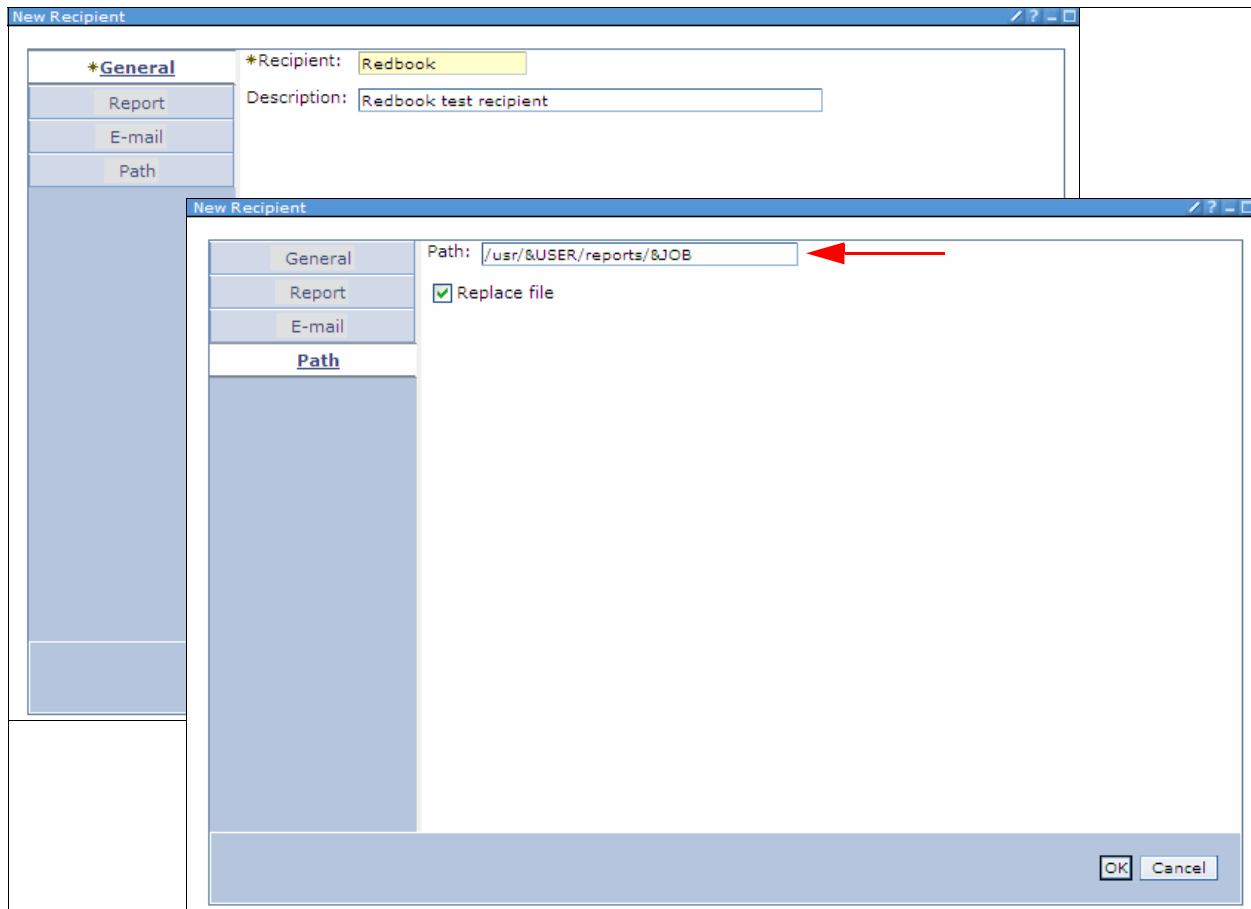 New Recipient
*General
Report
E-mail
Path
*Recipient: Redbook
Description: Redbook test recipient
New Recipient
General
Report
E-mail
Path
Path: /usr/&USER/reports/&JOB
Replace file
OK Cancel